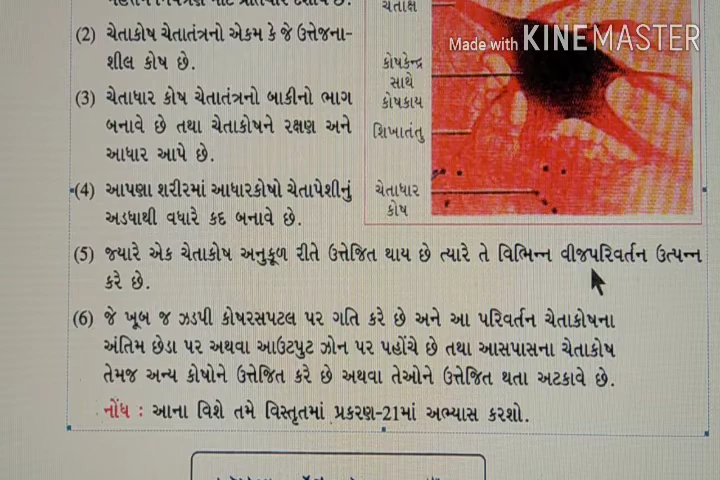 ચેતાક્ષ
(2) ચેતાકોષ ચેતાતંત્રનો એકમ કે જે ઉત્તેજના-
શીલ કોષ છે.
(3) ચેતાધાર કોષ ચેતાતંત્રનો બાકીનો ભાગ
બનાવે છે તથા ચેતાકોષને રક્ષણ અને
આધાર આપે છે.
(4) આપણા શરીરમાં આધારકોષો ચેતાપેશીનું
અડધાથી વધારે કદ બનાવે છે.
Made with KINEMASTER
કોષકેન્દ્ર
સાથે
કોષકાય
શિખાતંતુ
ચેતાધાર
કોષ
(5) જ્યારે એક ચેતાકોષ અનુકૂળ રીતે ઉત્તેજિત થાય છે ત્યારે તે વિભિન્ન વીજપરિવર્તન ઉત્પન્ન
કરે છે.
(6) જે ખૂબ જ ઝડપી કોષરસપટલ પર ગતિ કરે છે અને આ પરિવર્તન ચેતાકોષના
અંતિમ છેડા પર અથવા આઉટપુટ ઝોન પર પહોંચે છે તથા આસપાસના ચેતાકોષ
તેમજ અન્ય કોષોને ઉત્તેજિત કરે છે અથવા તેઓને ઉત્તેજિત થતા અટકાવે છે.
નોંધ : આના વિશે તમે વિસ્તૃતમાં પ્રકરણ-21માં અભ્યાસ કરશો.